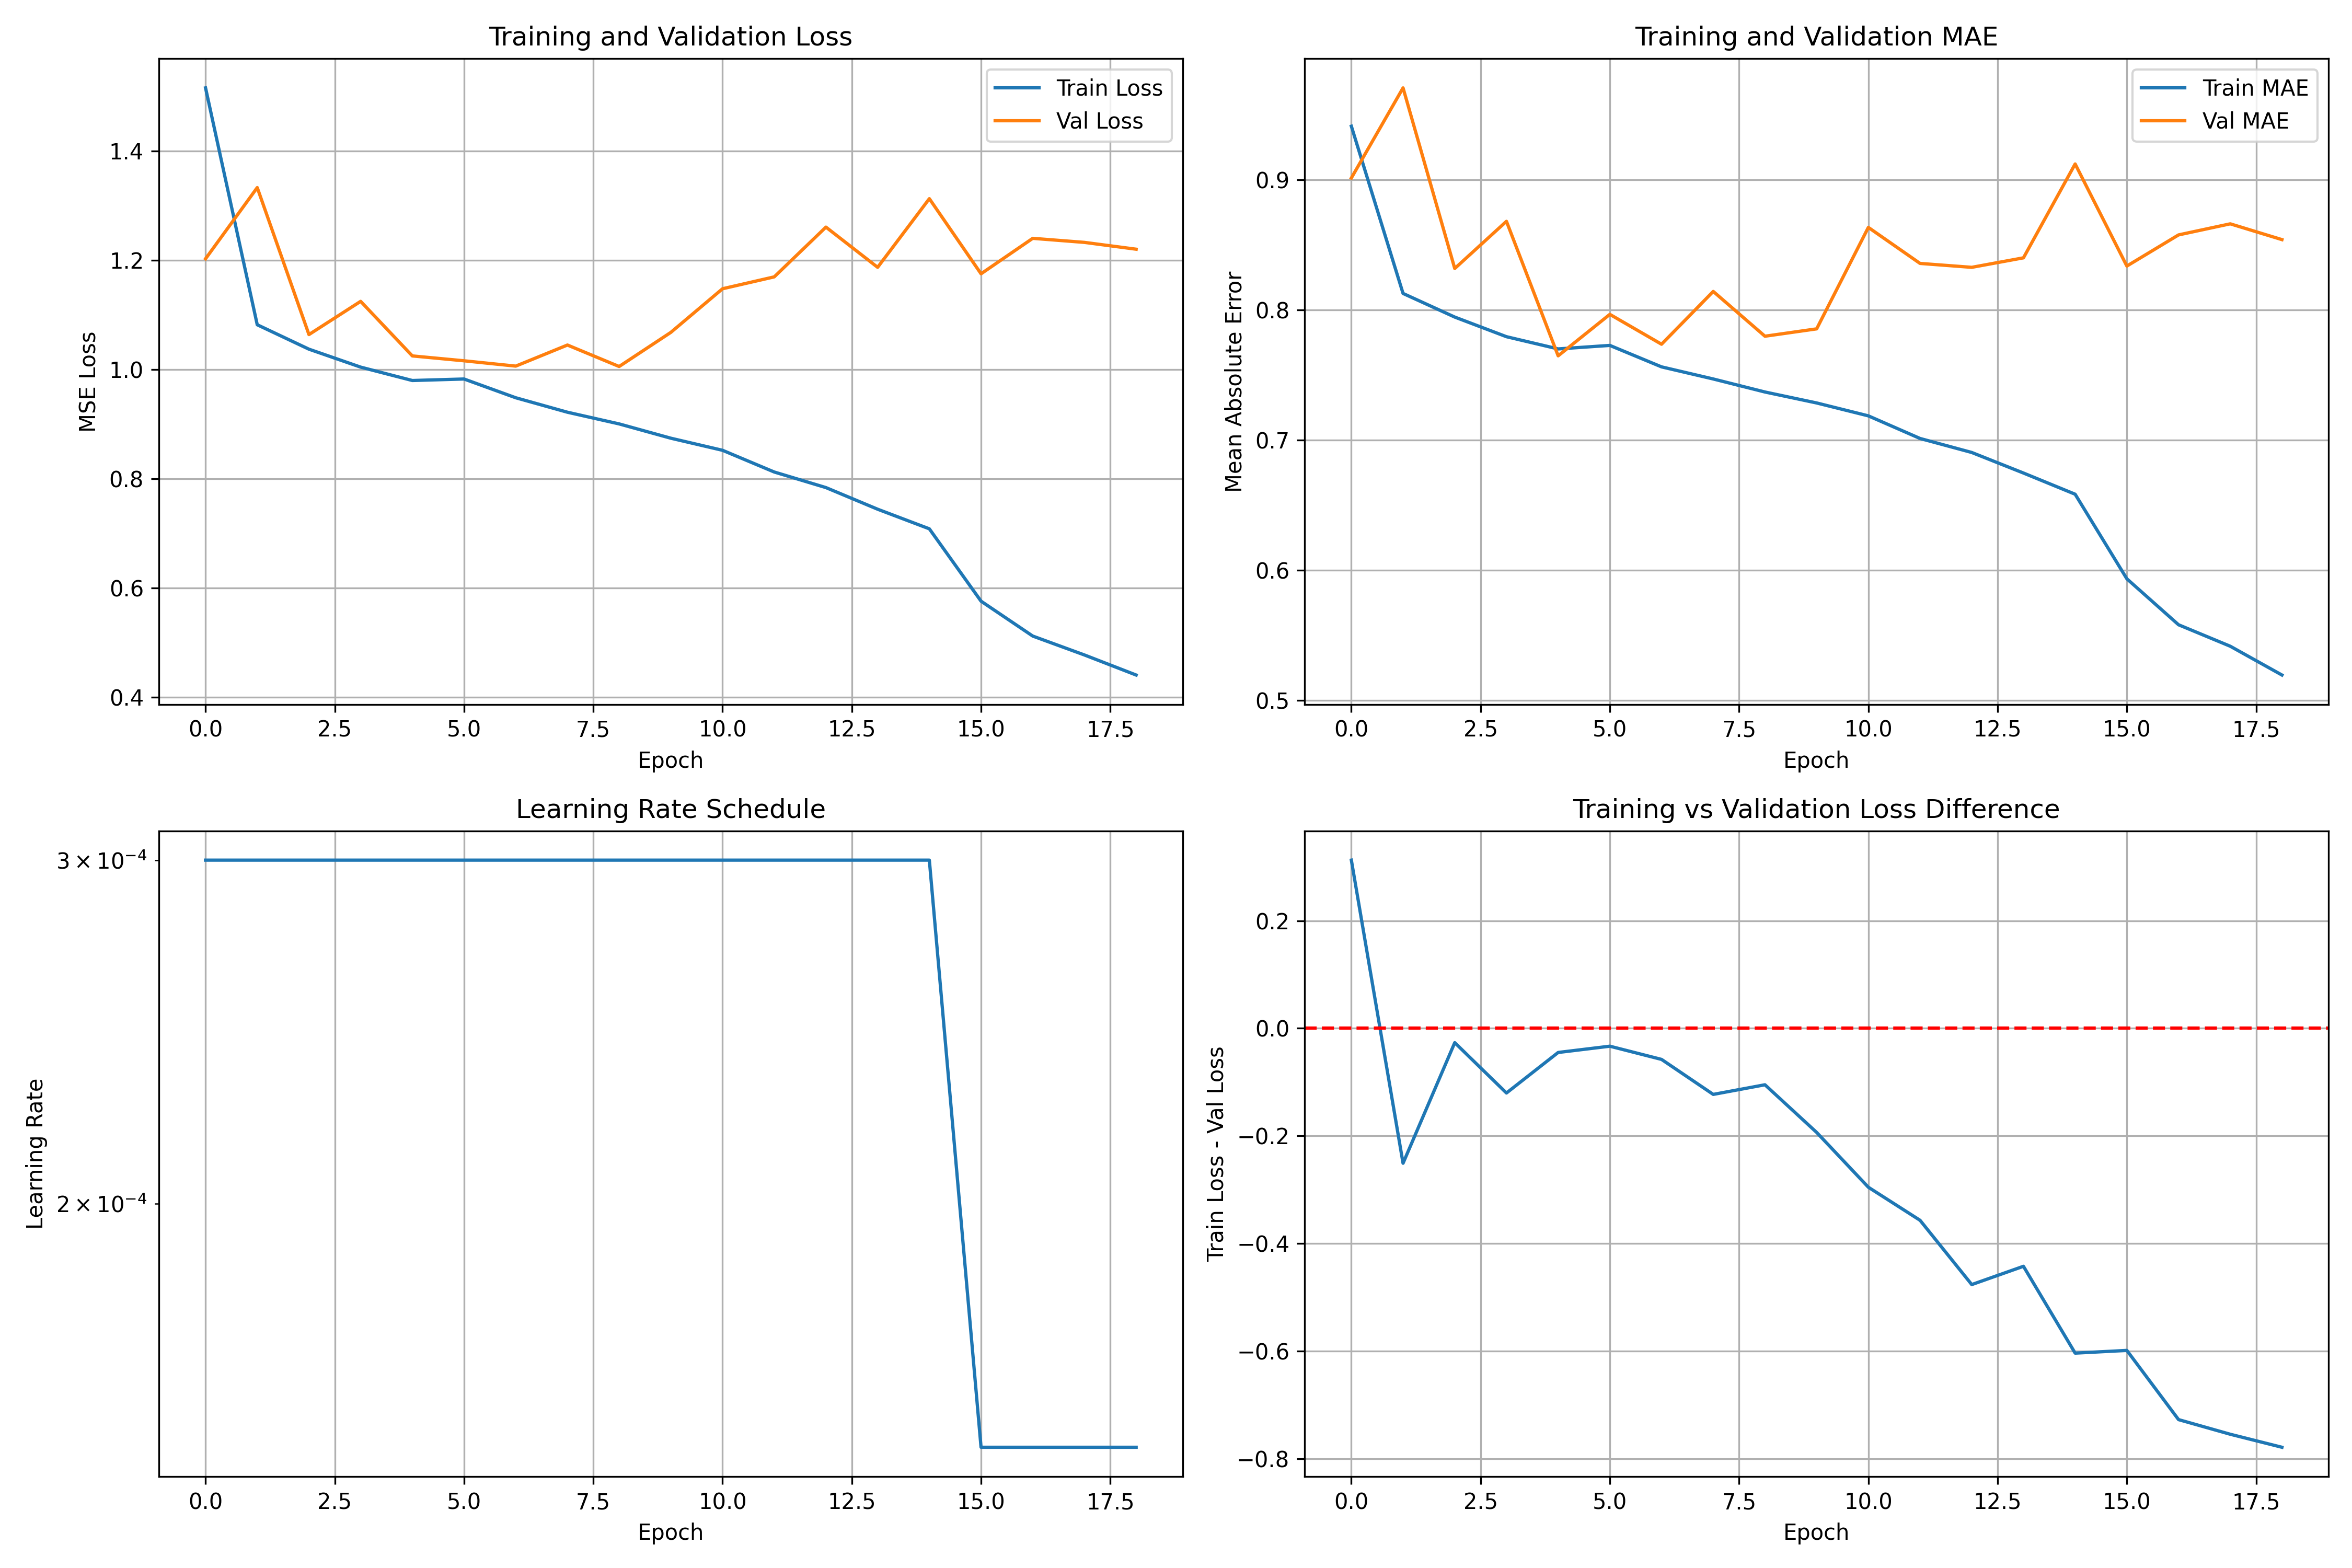 Training and Validation Loss
Train Loss
Val Loss
1.4
1.2
1.0
0.8
0.6
0.4
MSE Loss
0.0 2.5 5.0 7.5 10.0 12.5 15.0 17.5
Epoch
Training and Validation MAE
Train MAE
Val MAE
0.9
0.8
0.7
0.6
0.5
Mean Absolute Error
0.0 2.5 5.0 7.5 10.0 12.5 15.0 17.5
Epoch
Learning Rate Schedule
3 × 10⁻⁴
2 × 10⁻⁴
Learning Rate
0.0 2.5 5.0 7.5 10.0 12.5 15.0 17.5
Epoch
Training vs Validation Loss Difference
0.2
0.0
−0.2
−0.4
−0.6
−0.8
Train Loss - Val Loss
0.0 2.5 5.0 7.5 10.0 12.5 15.0 17.5
Epoch